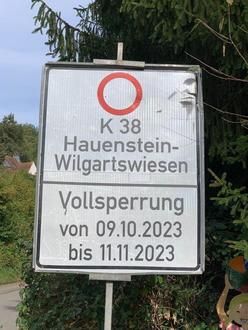 K 38
Hauenstein-
Wilgartswiesen
Vollsperrung
von 09.10.2023
bis 11.11.2023